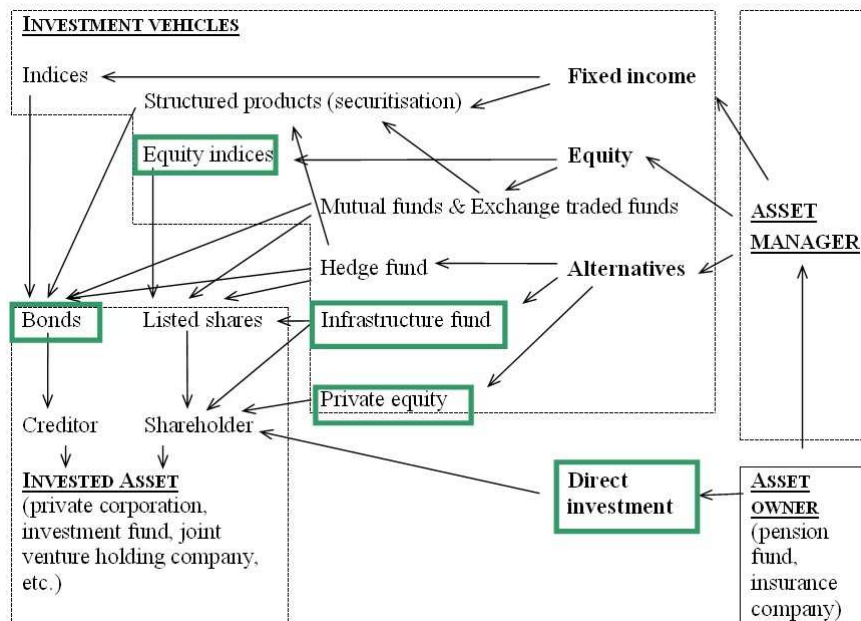 INVESTMENT VEHICLES
Indices
Fixed income
Structured products (securitisation)
Equity indices
Equity
Mutual funds & Exchange traded funds
ASSET
MANAGER
Hedge fund
Alternatives
Bonds
Listed shares
Infrastructure fund
Private equity
Creditor
Shareholder
INVESTED ASSET
(private corporation,
investment fund, joint
venture holding company,
etc.)
Direct
investment
ASSET
OWNER
(pension
fund,
insurance
company)